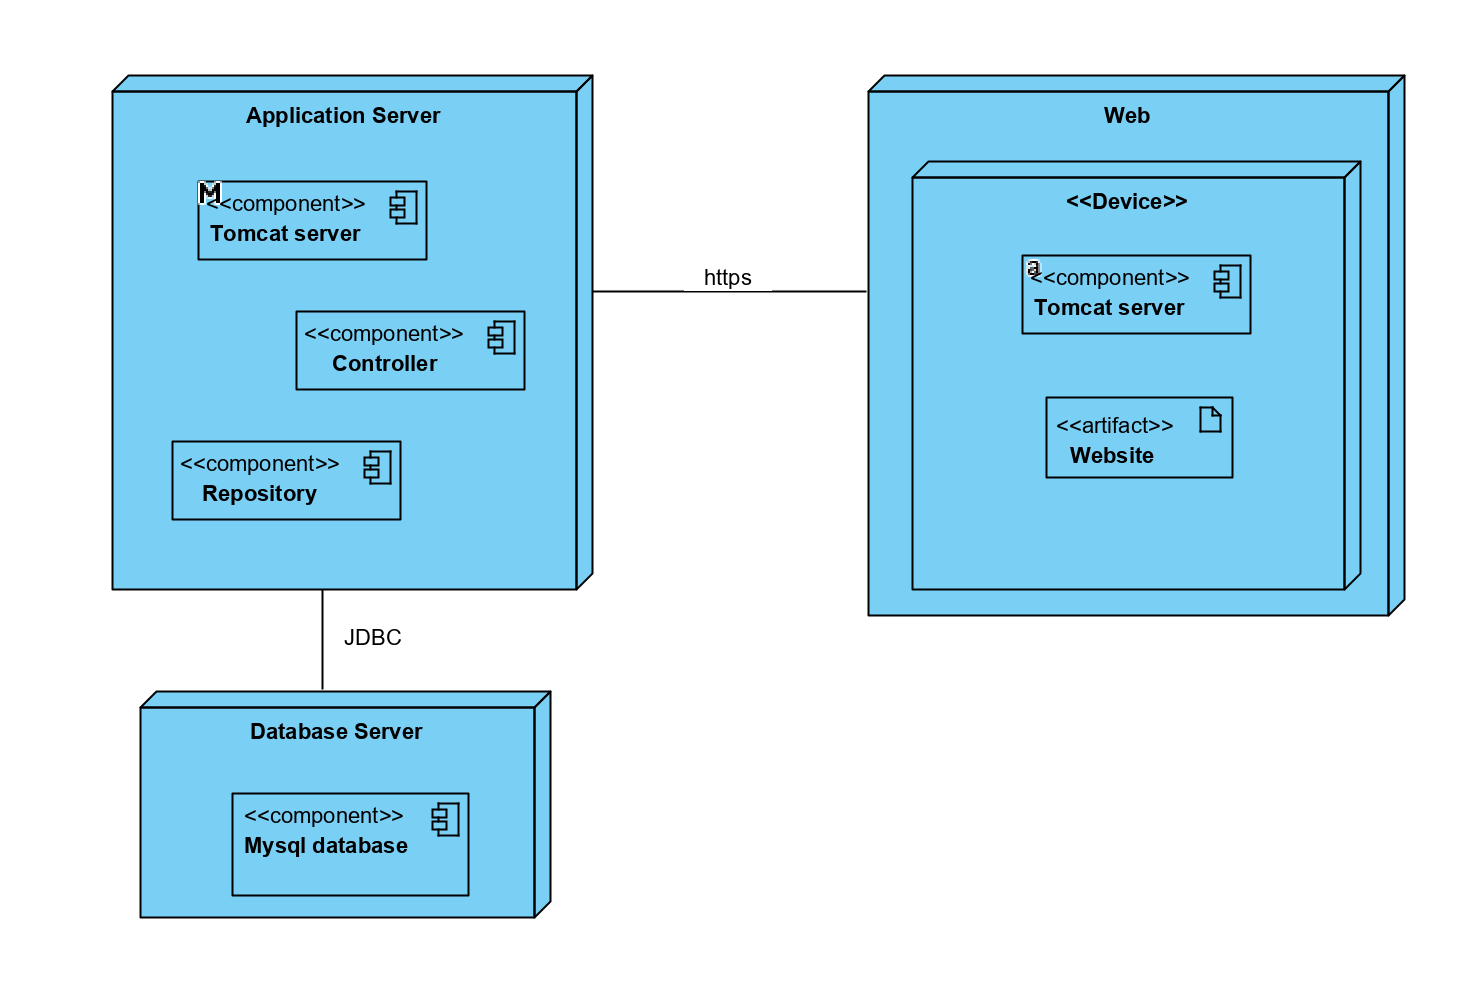 Application Server
M
<<component>>
Tomcat server
<<component>>
Controller
<<component>>
Repository
https
Web
<<Device>>
a
<<component>>
Tomcat server
<<artifact>>
Website
JDBC
Database Server
<<component>>
Mysql database